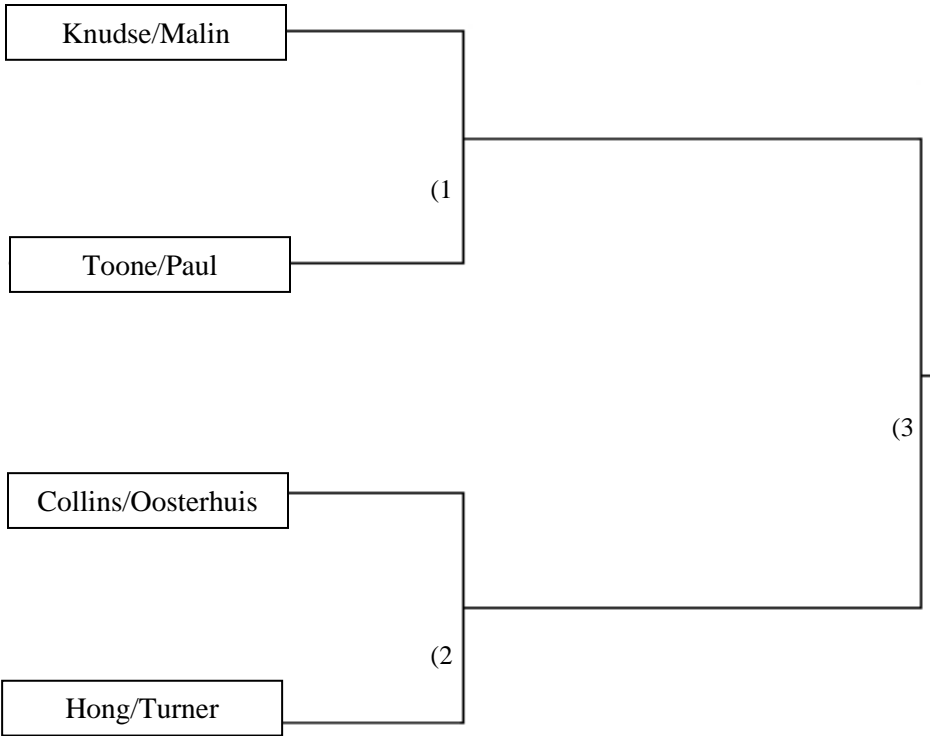 Knudse/Malin
(1
Toone/Paul
(3
Collins/Oosterhuis
(2
Hong/Turner